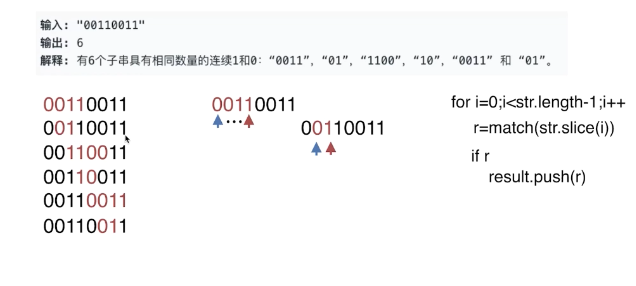 输入: "00110011"
输出: 6
解释: 有6个子串具有相同数量的连续1和0: “0011”, “01”, “1100”, “10”, “0011” 和 “01”。
00110011
00110011
00110011
00110011
00110011
00110011
00110011
...
00110011
for i=0;i<str.length-1;i++
r=match(str.slice(i))
if r
result.push(r)